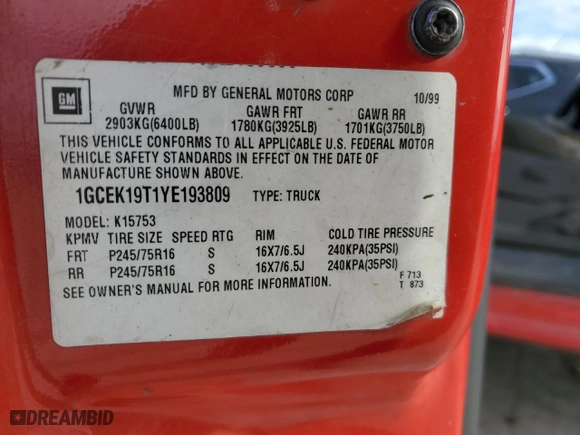 GM
MFD BY GENERAL MOTORS CORP 10/99
GVWR GAWR FRT GAWR RR
2903KG(6400LB) 1780KG(3925LB) 1701KG(3750LB)
THIS VEHICLE CONFORMS TO ALL APPLICABLE U.S. FEDERAL MOTOR
VEHICLE SAFETY STANDARDS IN EFFECT ON THE DATE OF
MANUFACTURE SHOWN ABOVE.
1GCEK19T1YE193809 TYPE: TRUCK
MODEL: K15753
KPMV TIRE SIZE SPEED RTG RIM COLD TIRE PRESSURE
FRT P245/75R16 S 16X7/6.5J 240KPA(35PSI)
RR P245/75R16 S 16X7/6.5J 240KPA(35PSI)
SEE OWNER'S MANUAL FOR MORE INFORMATION.
F 713
T 873
DREAMBID